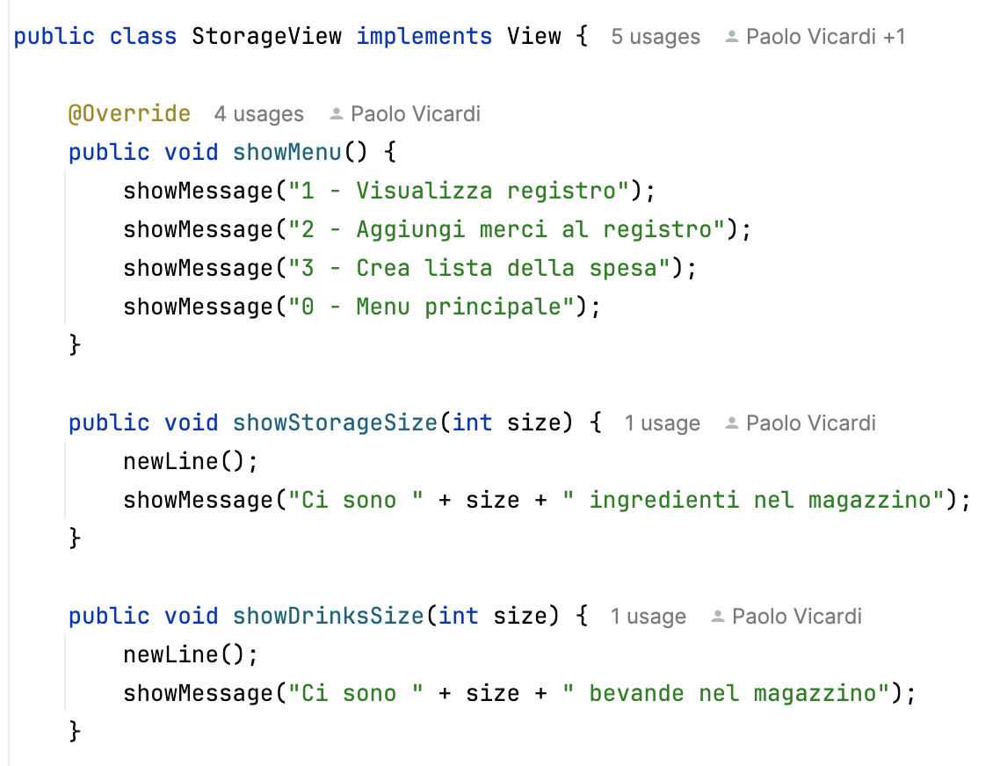 public class StorageView implements View {  5 usages  Paolo Vicardi +1
@Override  4 usages  Paolo Vicardi
public void showMenu() {
showMessage("1 - Visualizza registro");
showMessage("2 - Aggiungi merci al registro");
showMessage("3 - Crea lista della spesa");
showMessage("0 - Menu principale");
}
public void showStorageSize(int size) {  1 usage  Paolo Vicardi
newLine();
showMessage("Ci sono " + size + " ingredienti nel magazzino");
}
public void showDrinksSize(int size) {  1 usage  Paolo Vicardi
newLine();
showMessage("Ci sono " + size + " bevande nel magazzino");
}